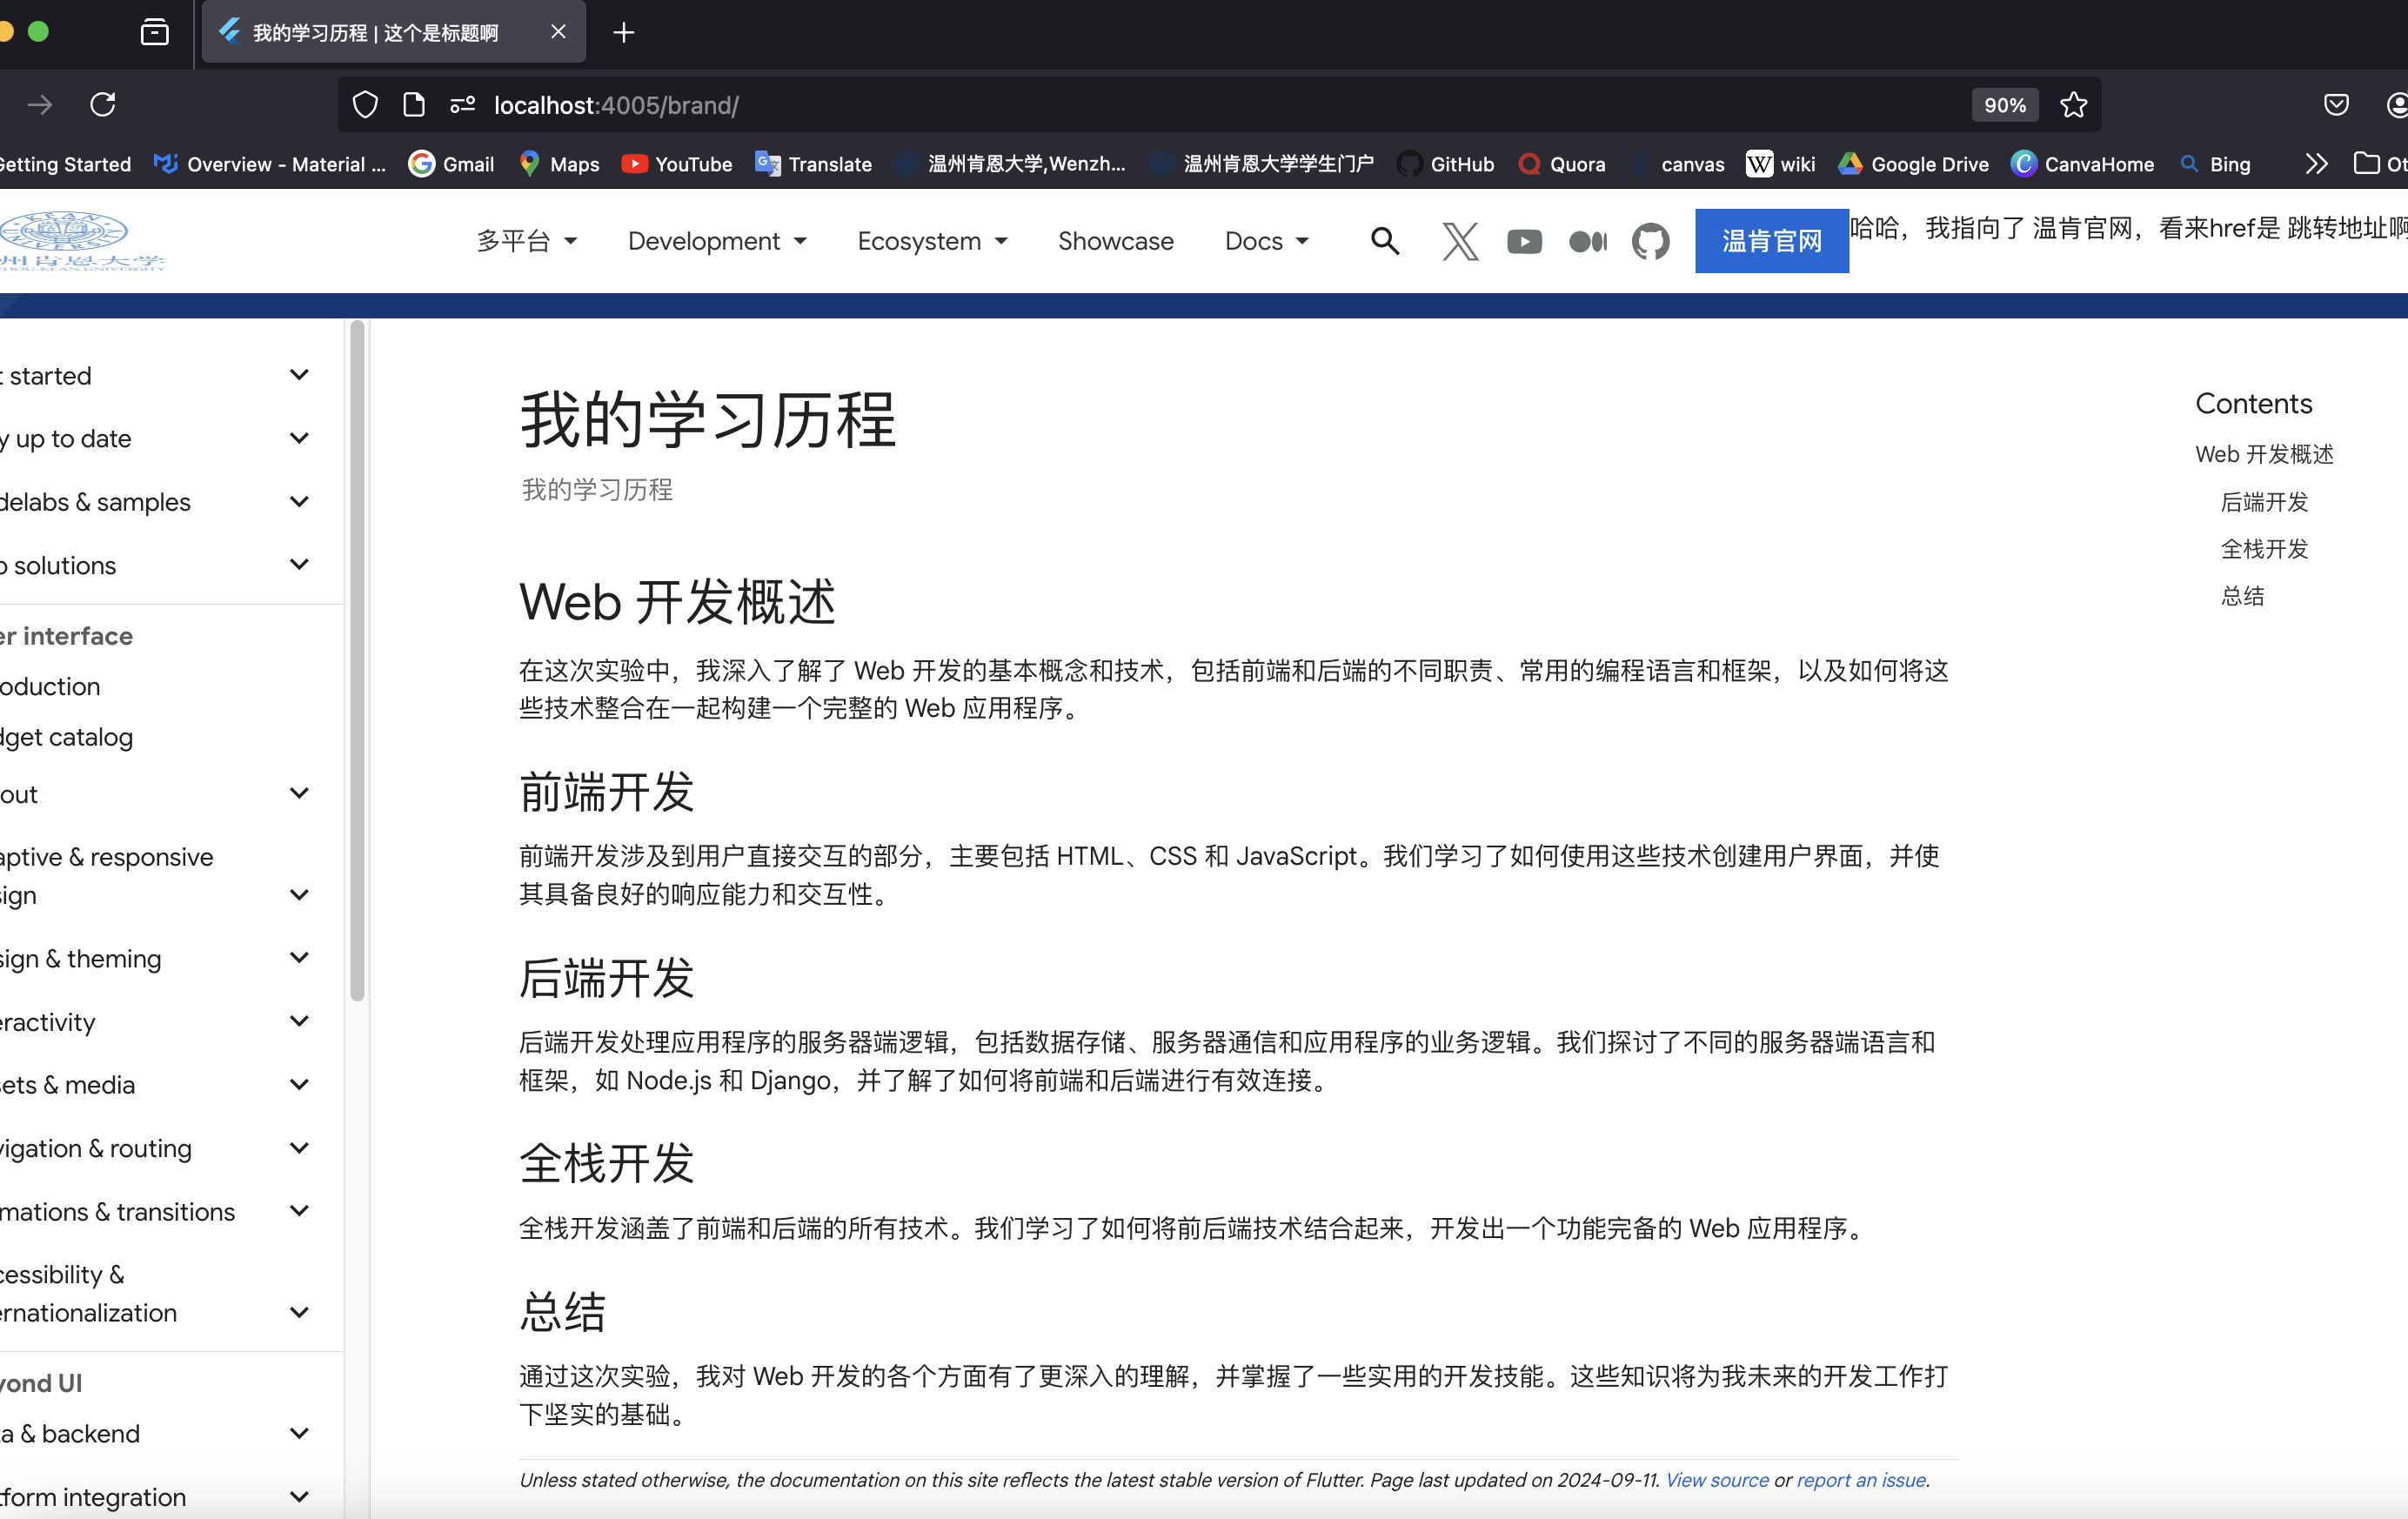 我的学习历程 | 这个是标题啊
localhost:4005/brand/
90%
Getting Started
Overview - Material ...
Gmail
Maps
YouTube
Translate
温州肯恩大学,Wenzh...
温州肯恩大学学生门户
GitHub
Quora
canvas
wiki
Google Drive
CanvaHome
Bing
Ot
州肯恩大学
多平台
Development
Ecosystem
Showcase
Docs
温肯官网
哈哈，我指向了 温肯官网，看来href是 跳转地址啊
t started
y up to date
delabs & samples
p solutions
er interface
oduction
dget catalog
out
aptive & responsive
sign
sign & theming
eractivity
sets & media
vigation & routing
mations & transitions
cessibility &
ernationalization
yond UI
ta & backend
tform integration
我的学习历程
我的学习历程
Web 开发概述
在这次实验中，我深入了解了 Web 开发的基本概念和技术，包括前端和后端的不同职责、常用的编程语言和框架，以及如何将这
些技术整合在一起构建一个完整的 Web 应用程序。
前端开发
前端开发涉及到用户直接交互的部分，主要包括 HTML、CSS 和 JavaScript。我们学习了如何使用这些技术创建用户界面，并使
其具备良好的响应能力和交互性。
后端开发
后端开发处理应用程序的服务器端逻辑，包括数据存储、服务器通信和应用程序的业务逻辑。我们探讨了不同的服务器端语言和
框架，如 Node.js 和 Django，并了解了如何将前端和后端进行有效连接。
全栈开发
全栈开发涵盖了前端和后端的所有技术。我们学习了如何将前后端技术结合起来，开发出一个功能完备的 Web 应用程序。
总结
通过这次实验，我对 Web 开发的各个方面有了更深入的理解，并掌握了一些实用的开发技能。这些知识将为我未来的开发工作打
下坚实的基础。
Unless stated otherwise, the documentation on this site reflects the latest stable version of Flutter. Page last updated on 2024-09-11. View source or report an issue.
Contents
Web 开发概述
后端开发
全栈开发
总结